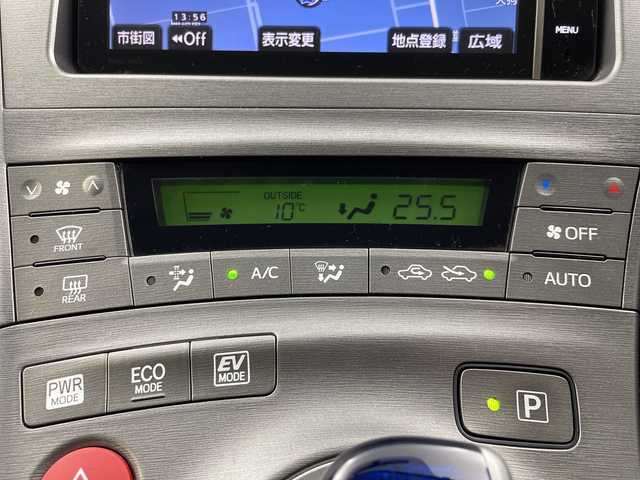 13:56
市街図 ◀◀Off 表示変更 地点登録 広域
MENU
OUTSIDE
10°C 25.5
FRONT
OFF
REAR
A/C
AUTO
PWR
MODE
ECO
MODE
EV
MODE
P